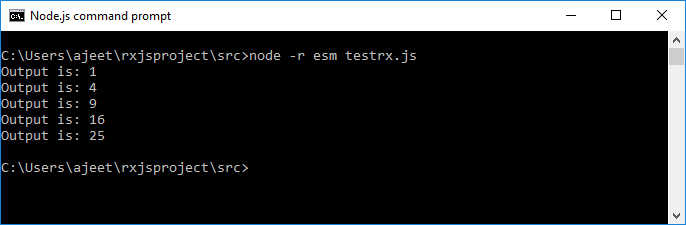 Node.js command prompt
C:\Users\ajeet\rxjsproject\src>node -r esm testrx.js
Output is: 1
Output is: 4
Output is: 9
Output is: 16
Output is: 25
C:\Users\ajeet\rxjsproject\src>